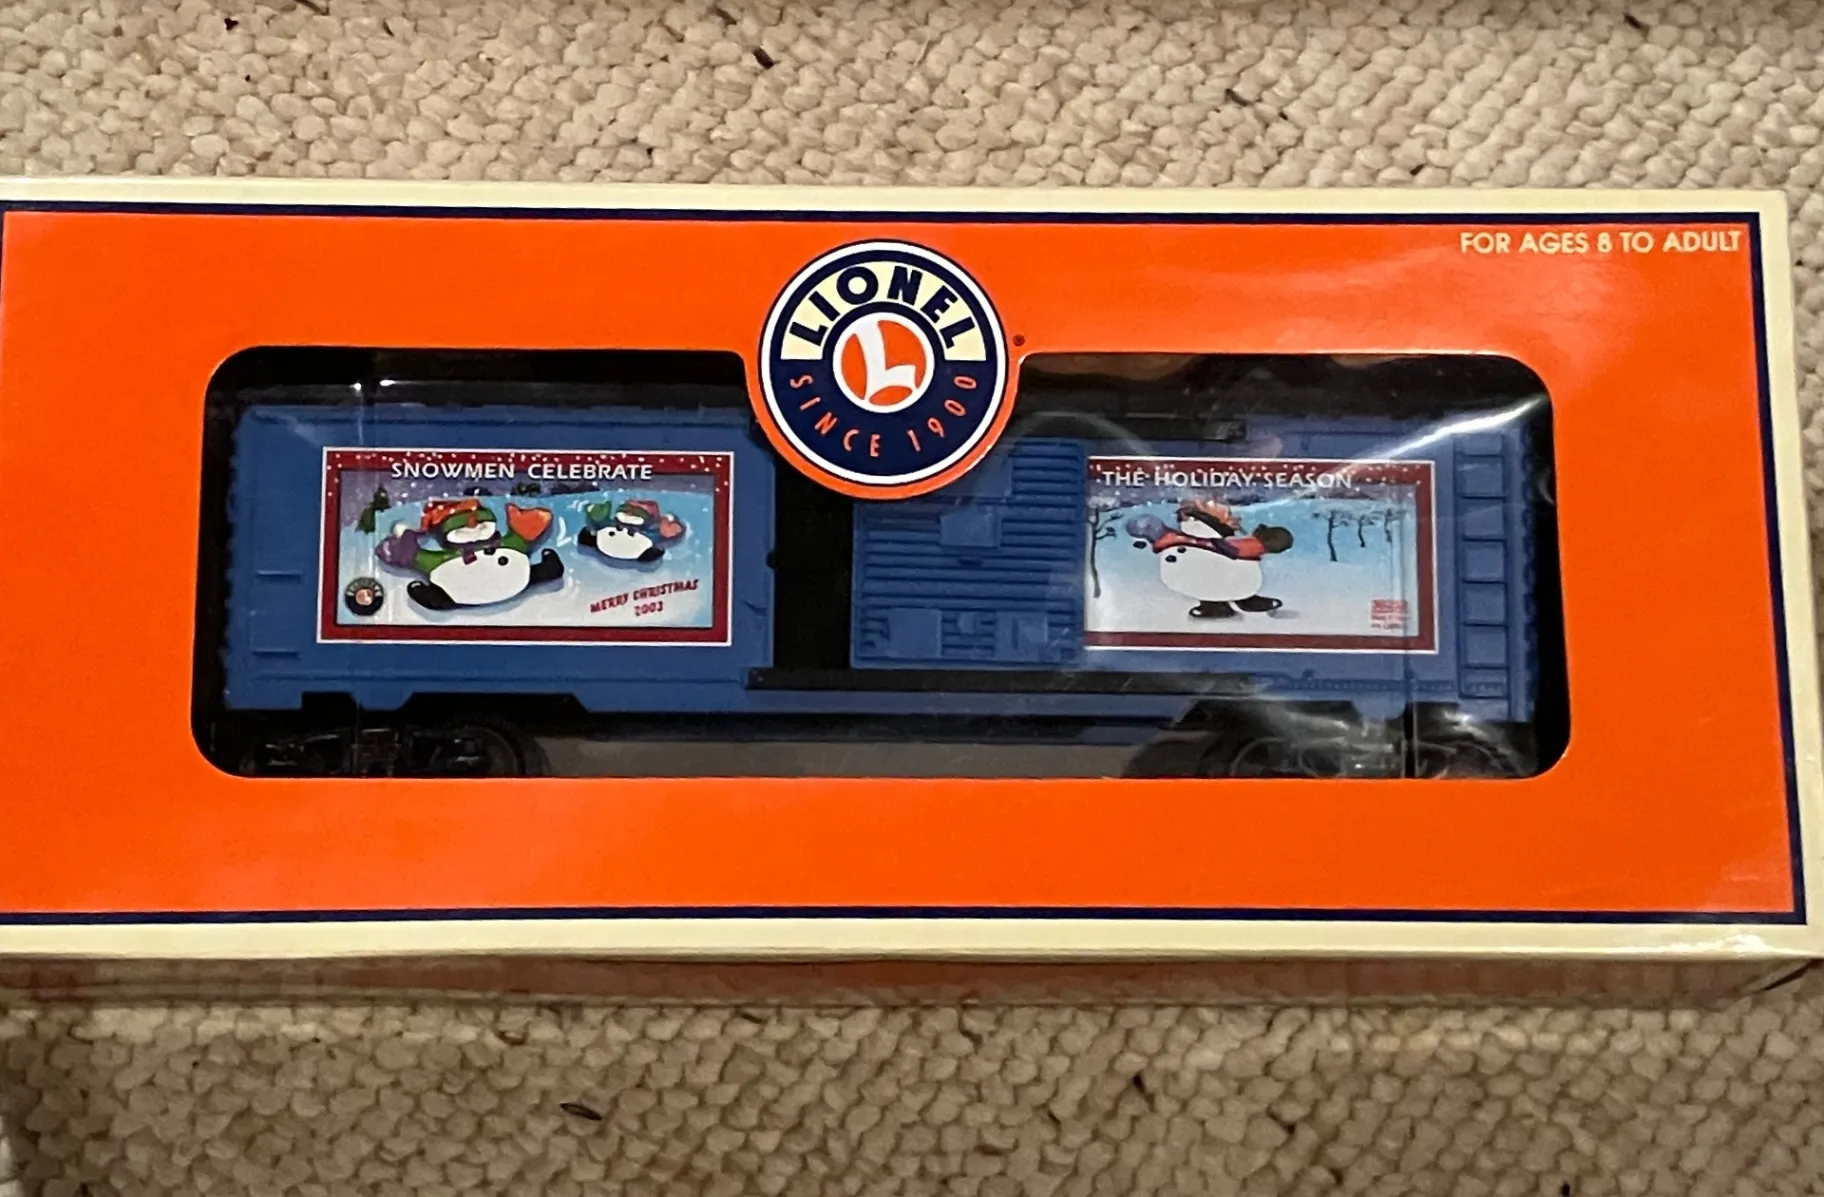 FOR AGES 8 TO ADULT
LIONEL
L
SINCE 1900
SNOWMEN CELEBRATE
THE HOLIDAY SEASON
MERRY CHRISTMAS
2003